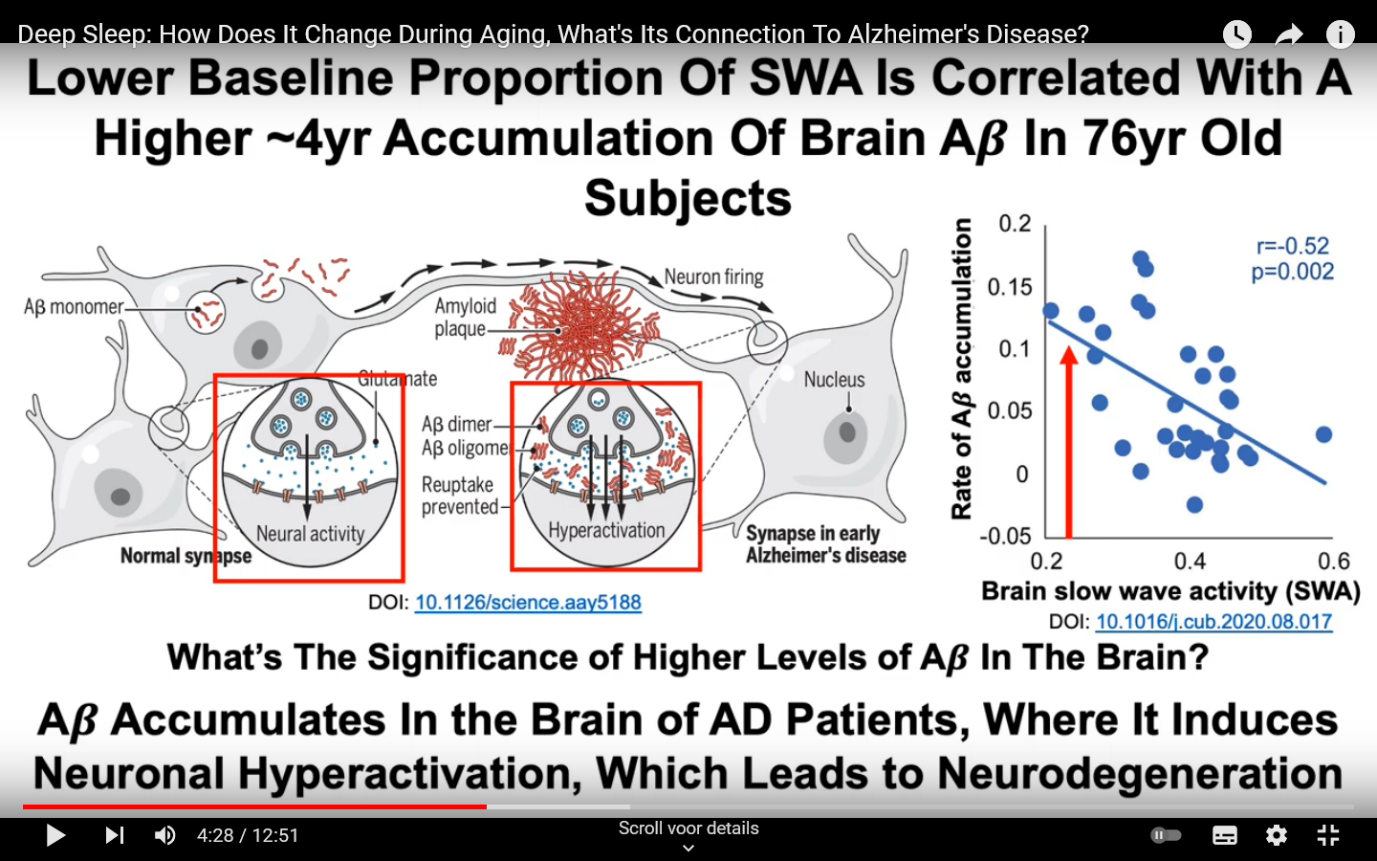 Deep Sleep: How Does It Change During Aging, What's Its Connection To Alzheimer's Disease?
Lower Baseline Proportion Of SWA Is Correlated With A
Higher ~4yr Accumulation Of Brain Aβ In 76yr Old
Subjects
Aβ monomer
Glutamate
Neural activity
Normal synapse
Amyloid
plaque
Neuron firing
Nucleus
Aβ dimer
Aβ oligome
Reuptake
prevented
Hyperactivation
Synapse in early
Alzheimer's disease
DOI: 10.1126/science.aay5188
Rate of Aβ accumulation
0.2
0.15
0.1
0.05
0
-0.05
r=-0.52
p=0.002
0.2 0.4 0.6
Brain slow wave activity (SWA)
DOI: 10.1016/j.cub.2020.08.017
What's The Significance of Higher Levels of Aβ In The Brain?
Aβ Accumulates In the Brain of AD Patients, Where It Induces
Neuronal Hyperactivation, Which Leads to Neurodegeneration
4:28 / 12:51
Scroll voor details